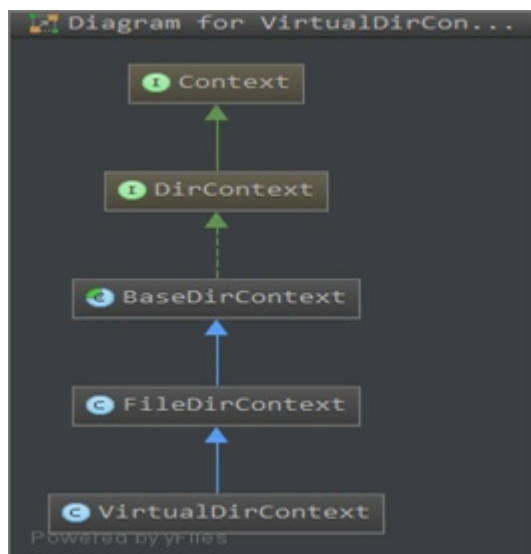 Diagram for VirtualDirCon...
I Context
I DirContext
C BaseDirContext
C FileDirContext
C VirtualDirContext
Powered by yFiles